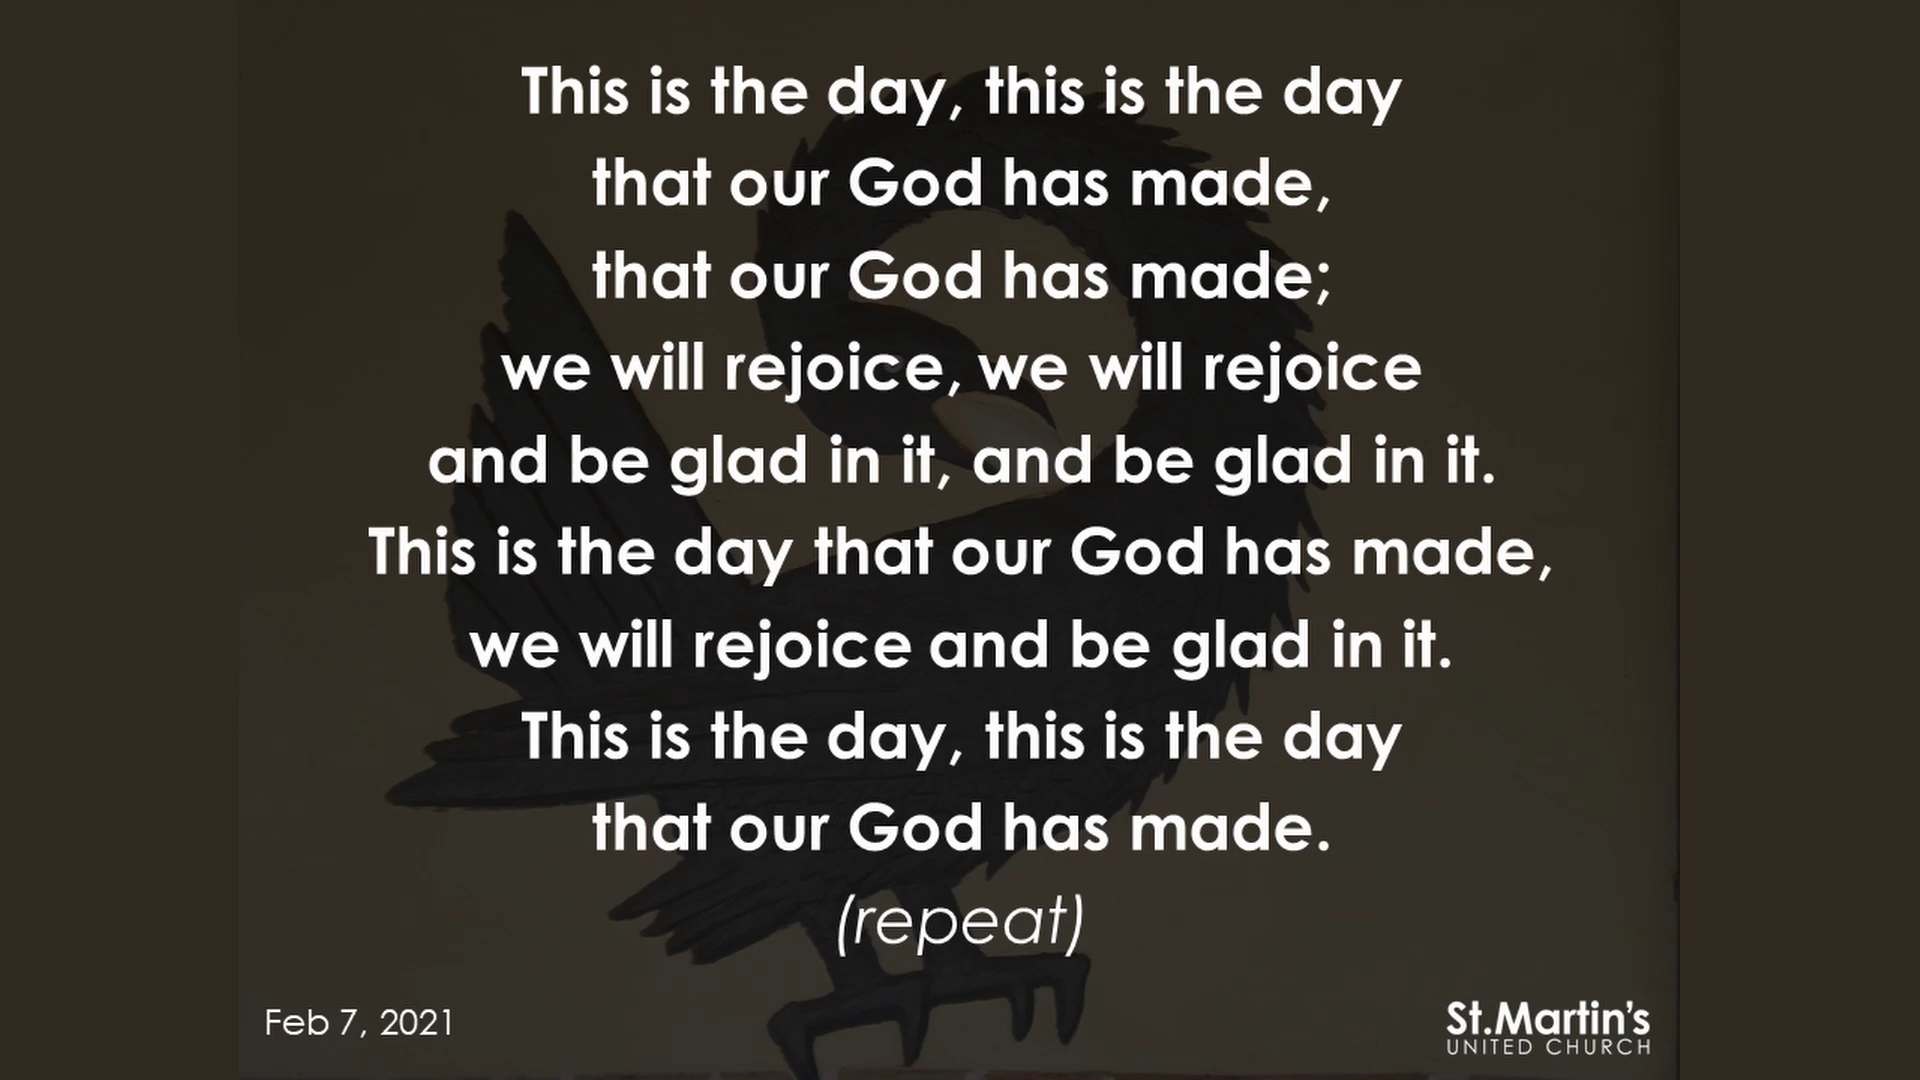 This is the day, this is the day
that our God has made,
that our God has made;
we will rejoice, we will rejoice
and be glad in it, and be glad in it.
This is the day that our God has made,
we will rejoice and be glad in it.
This is the day, this is the day
that our God has made.
(repeat)
Feb 7, 2021
St.Martin's
UNITED CHURCH